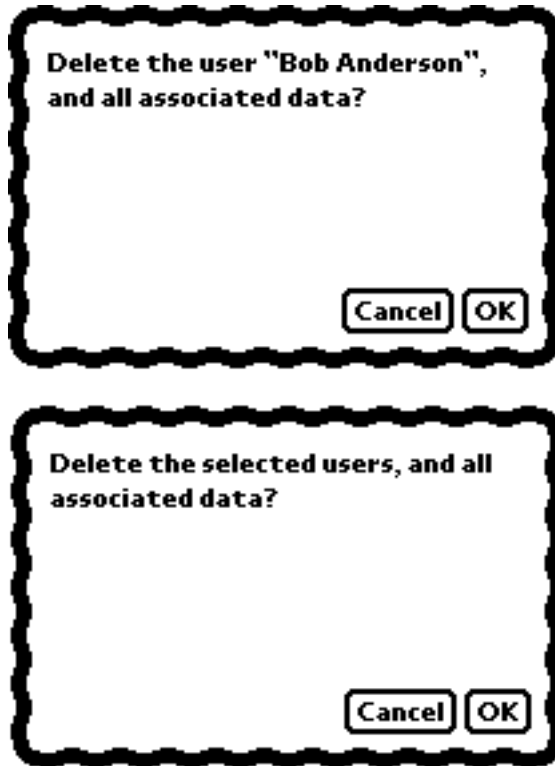 Delete the user "Bob Anderson",
and all associated data?
Cancel OK
Delete the selected users, and all
associated data?
Cancel OK